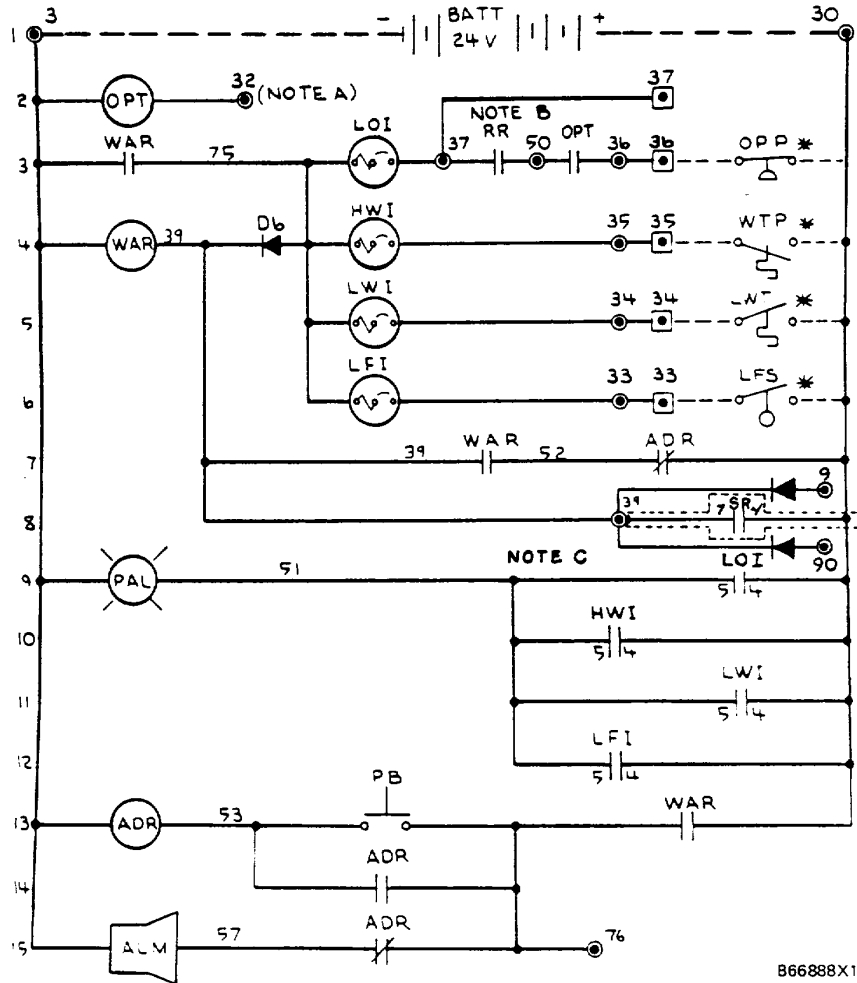 3 - BATT + 30
1 24 V
32 (NOTE A) 37
2 OPT
LOI NOTE B
WAR RR 50 OPT 36 36 OPP *
3 75 37
HWI
D6 35 35 WTP *
4 WAR 39
LWI 34 34 LWT *
5
LFI 33 33 LFS *
6
WAR ADR
7 39 52
9
39 SR
8
NOTE C LOI 90
9 PAL 51 5 4
HWI
10 5 4
LWI
11 5 4
LFI
12 5 4
PB WAR
13 ADR 53
ADR
14
ADR 76
15 ALM 57
B66888X1